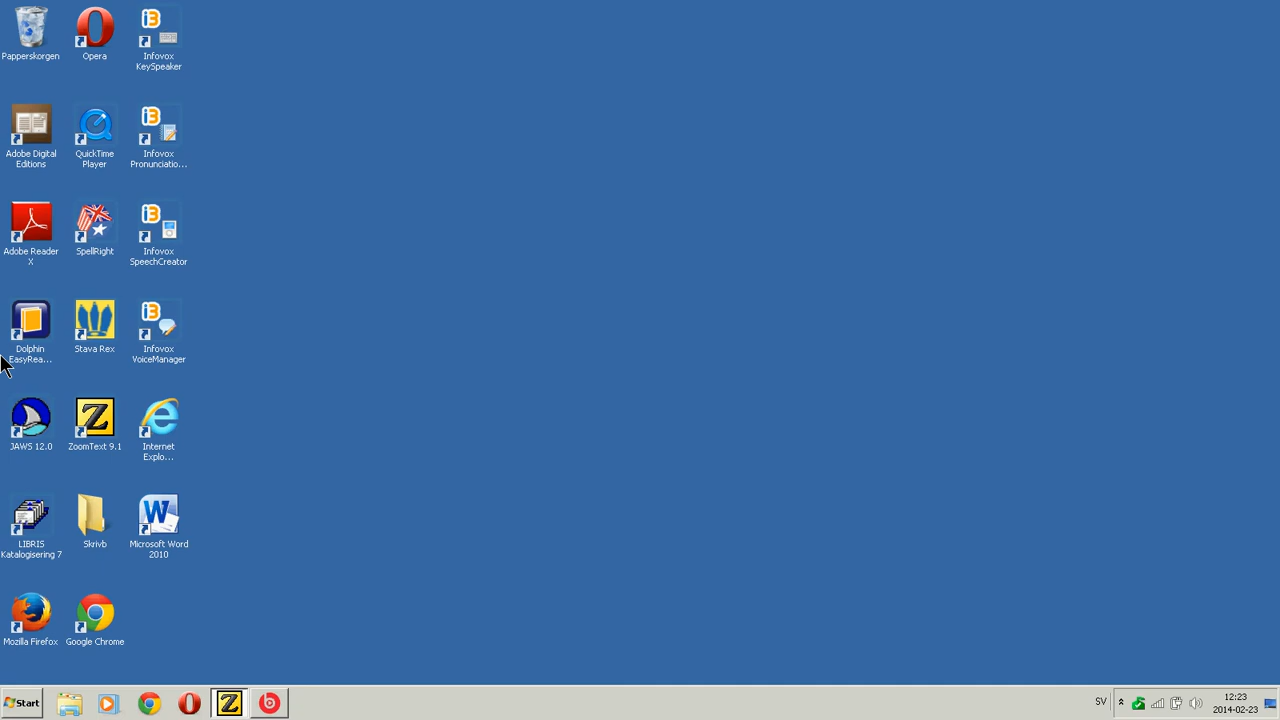 Papperskorgen
Opera
Infovox
KeySpeaker
Adobe Digital
Editions
QuickTime
Player
Infovox
Pronunciatio...
Adobe Reader
X
SpellRight
Infovox
SpeechCreator
Dolphin
EasyRea...
Stava Rex
Infovox
VoiceManager
JAWS 12.0
ZoomText 9.1
Internet
Explo...
LIBRIS
Katalogisering 7
Skrivb
Microsoft Word
2010
Mozilla Firefox
Google Chrome
Start
SV
12:23
2014-02-23